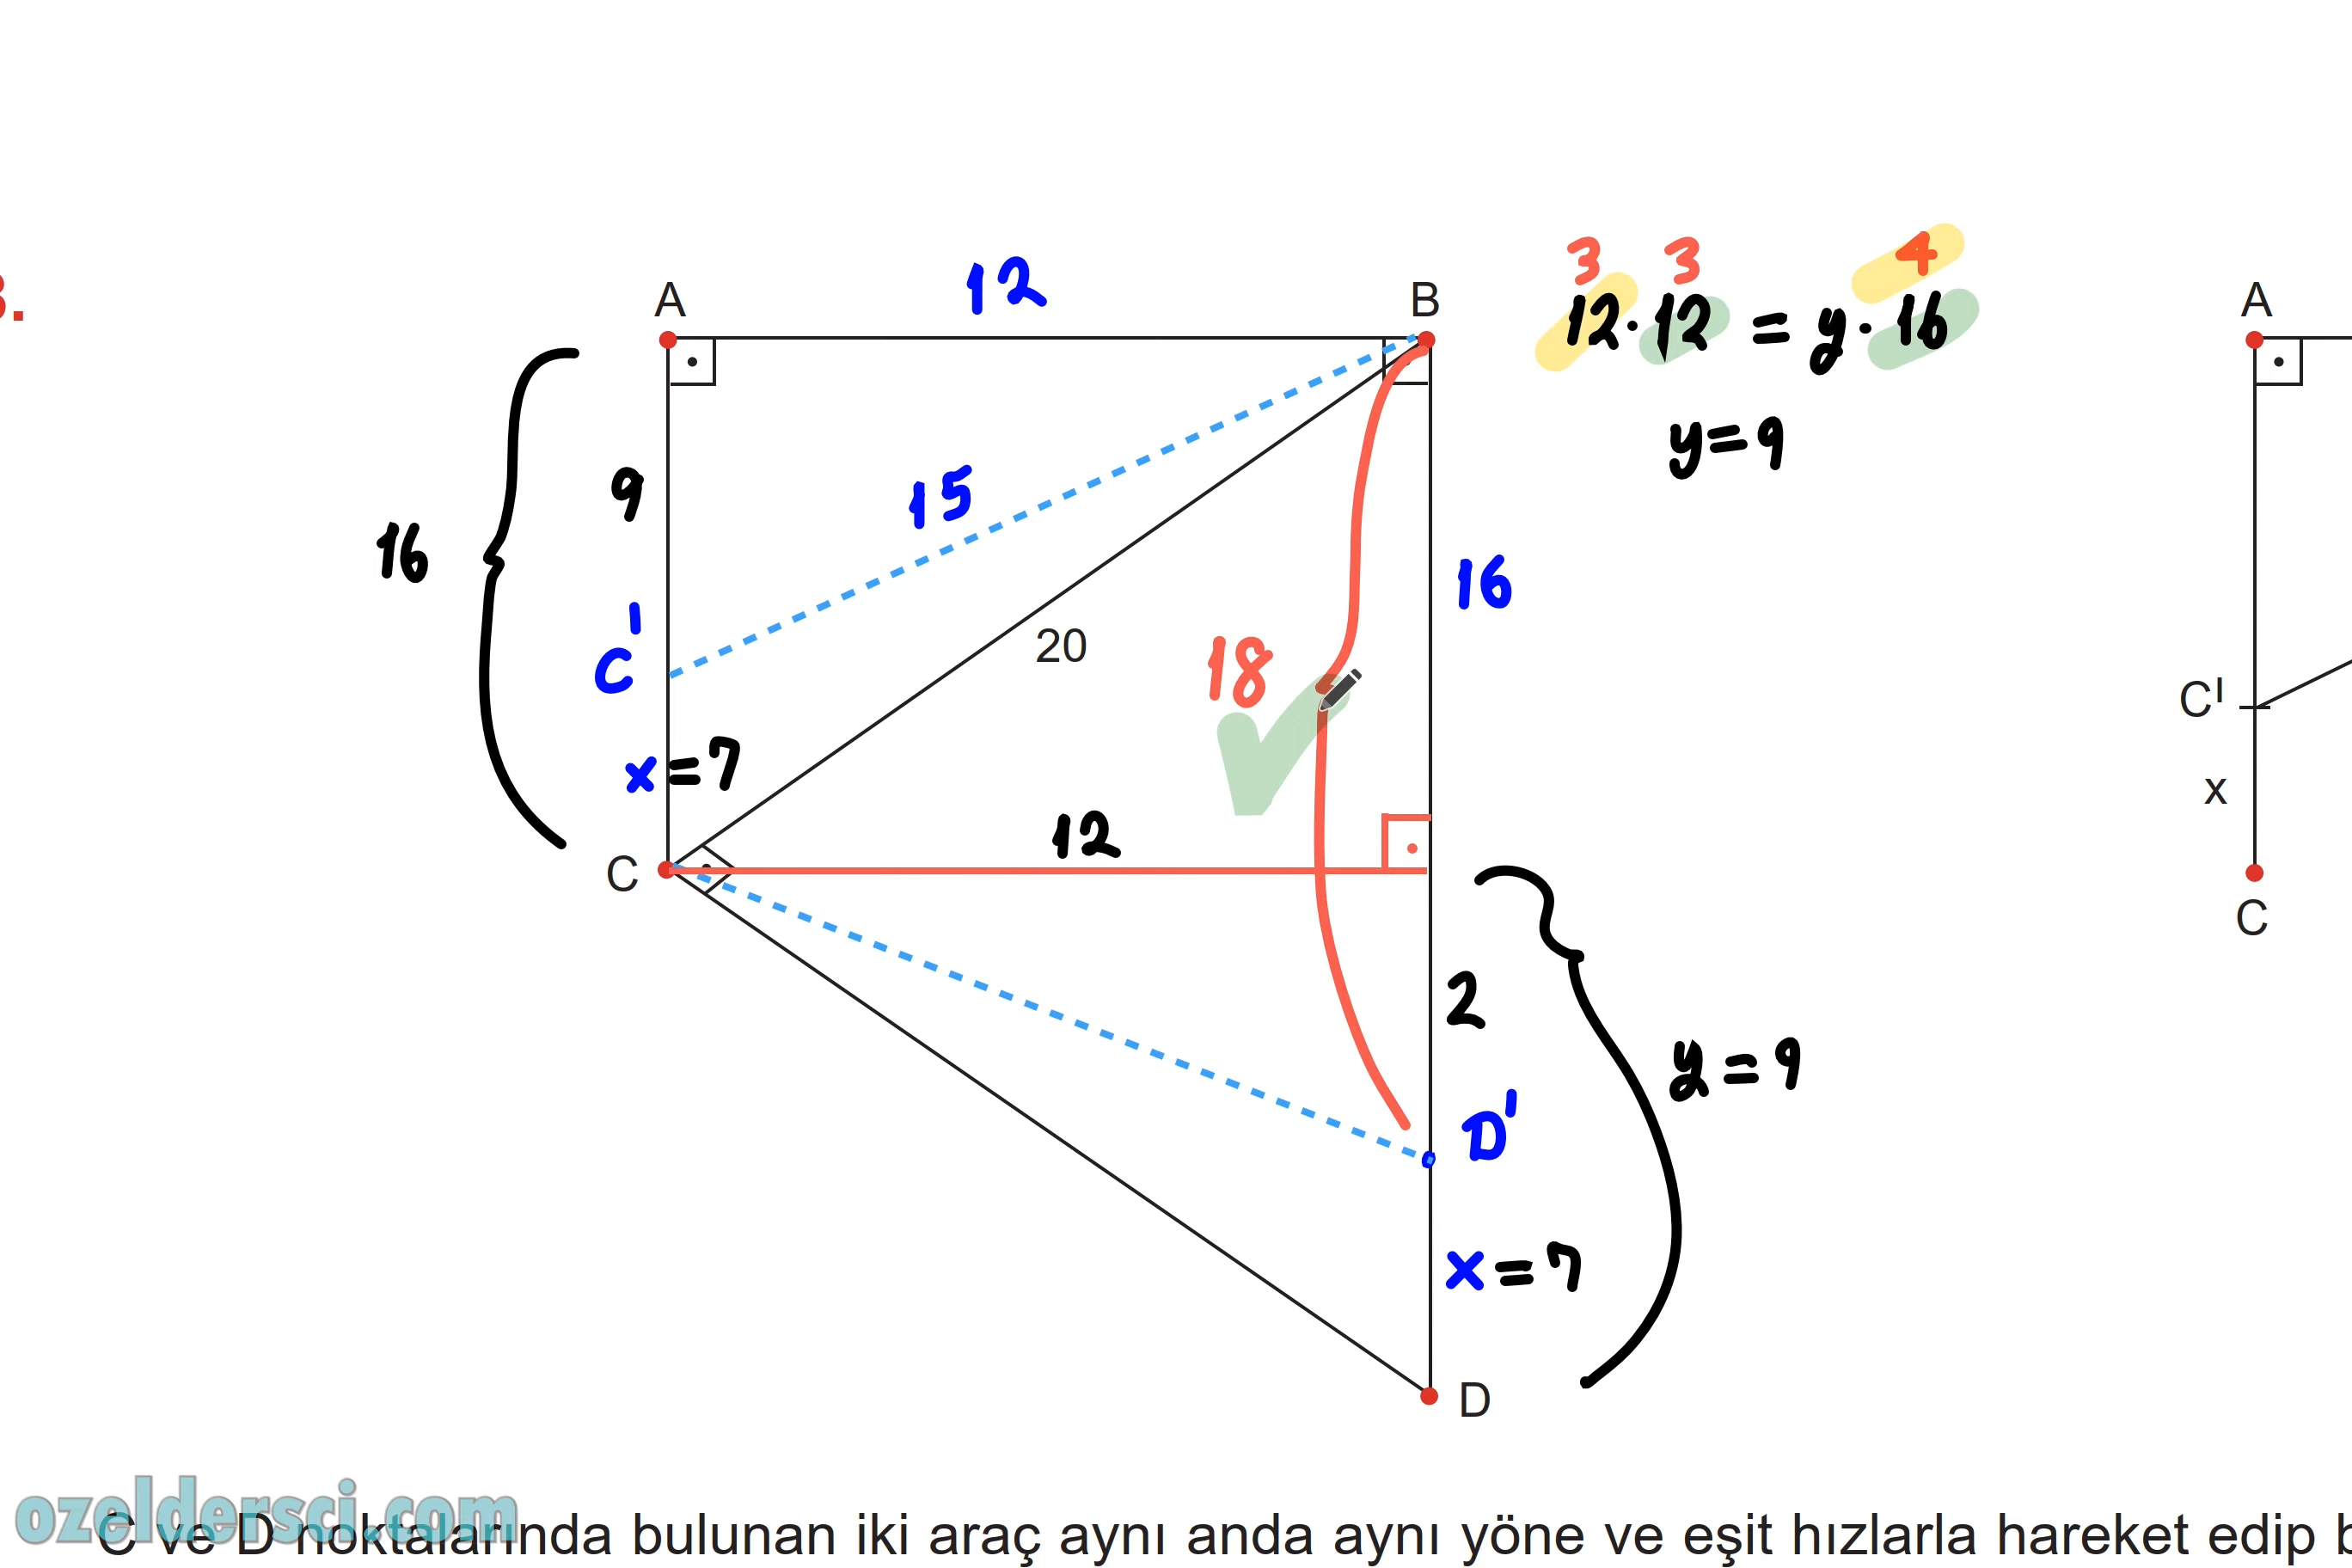 3.
A
12
B
3 3 4
12 · 12 = y · 16
y = 9
A
9
15
16
16
C'
20
18
C'
x = 7
x
12
C
C
2
y = 9
D'
x = 7
D
ozeldersci.com
C ve D noktalarında bulunan iki araç aynı anda aynı yöne ve eşit hızlarla hareket edip